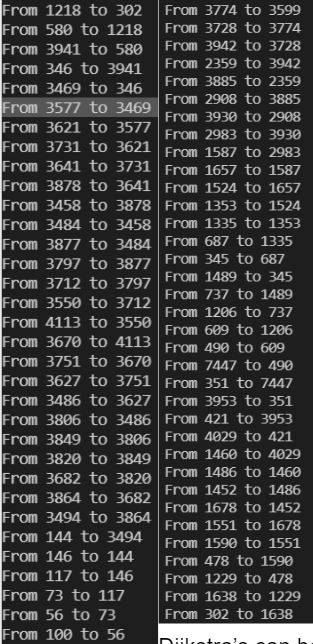 From 1218 to 302
From 580 to 1218
From 3941 to 580
From 346 to 3941
From 3469 to 346
From 3577 to 3469
From 3621 to 3577
From 3731 to 3621
From 3641 to 3731
From 3878 to 3641
From 3458 to 3878
From 3484 to 3458
From 3877 to 3484
From 3797 to 3877
From 3712 to 3797
From 3550 to 3712
From 4113 to 3550
From 3670 to 4113
From 3751 to 3670
From 3627 to 3751
From 3486 to 3627
From 3806 to 3486
From 3849 to 3806
From 3820 to 3849
From 3682 to 3820
From 3864 to 3682
From 3494 to 3864
From 144 to 3494
From 146 to 144
From 117 to 146
From 73 to 117
From 56 to 73
From 100 to 56
From 3774 to 3599
From 3728 to 3774
From 3942 to 3728
From 2359 to 3942
From 3885 to 2359
From 2908 to 3885
From 3930 to 2908
From 2983 to 3930
From 1587 to 2983
From 1657 to 1587
From 1524 to 1657
From 1353 to 1524
From 1335 to 1353
From 687 to 1335
From 345 to 687
From 1489 to 345
From 737 to 1489
From 1206 to 737
From 609 to 1206
From 490 to 609
From 7447 to 490
From 351 to 7447
From 3953 to 351
From 421 to 3953
From 4029 to 421
From 1460 to 4029
From 1486 to 1460
From 1452 to 1486
From 1678 to 1452
From 1551 to 1678
From 1590 to 1551
From 478 to 1590
From 1229 to 478
From 1638 to 1229
From 302 to 1638